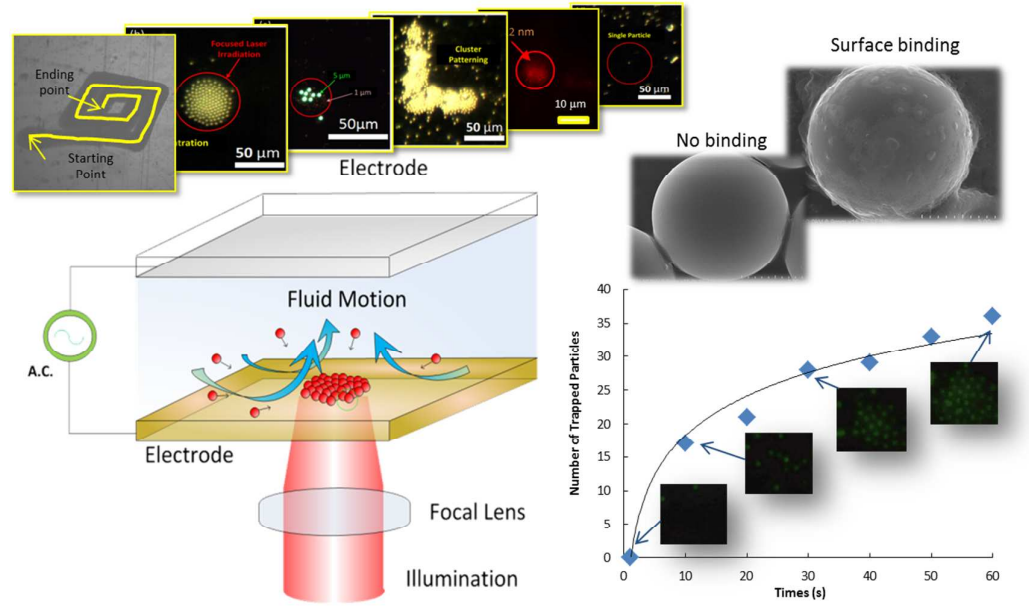 Ending
point
Starting
Point
(b)
Focused Laser
Irradiation
50 μm
5 μm
1 μm
50μm
Cluster
Patterning
50 μm
2 nm
10 μm
Single Particle
50 μm
Electrode
Fluid Motion
A.C.
Electrode
Focal Lens
Illumination
Surface binding
No binding
Number of Trapped Particles
40
35
30
25
20
15
10
5
0
0
10
20
30
40
50
60
Times (s)